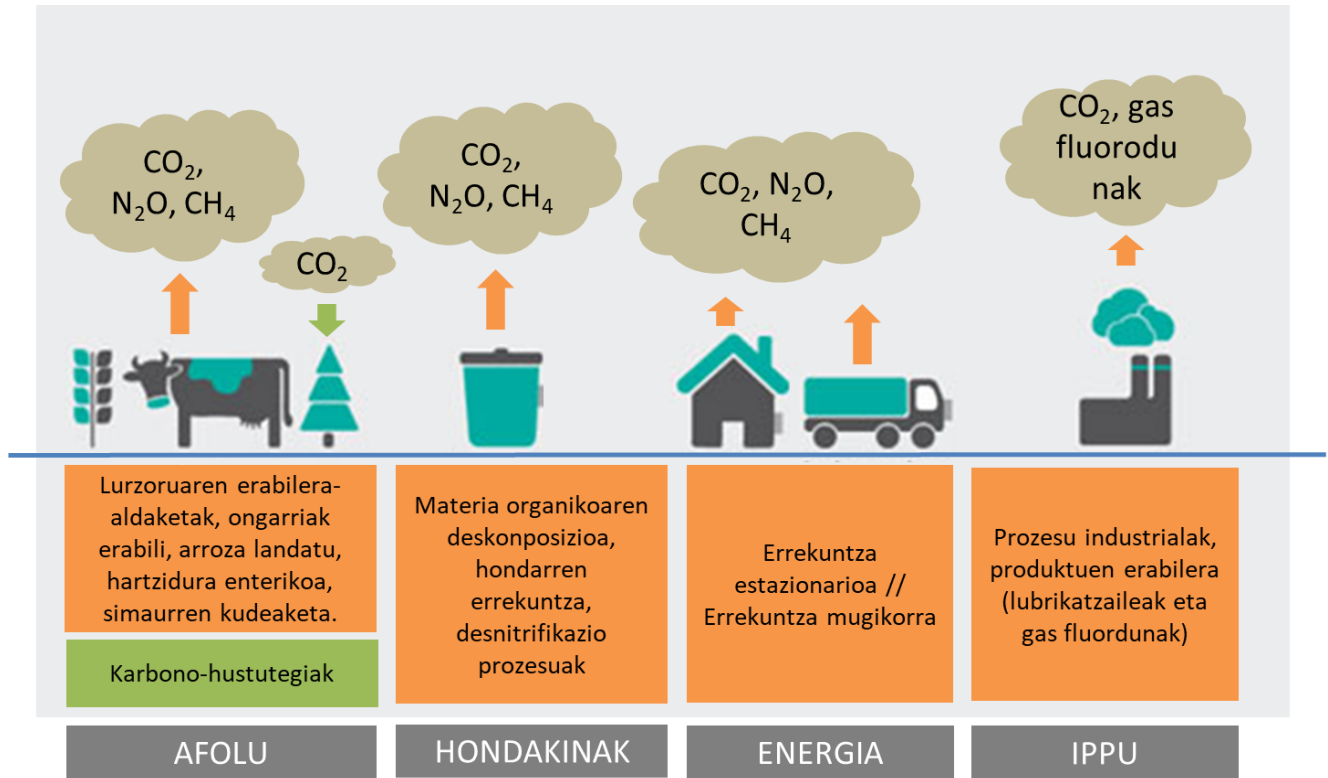 CO₂,
N₂O, CH₄
CO₂
CO₂,
N₂O, CH₄
CO₂, N₂O,
CH₄
CO₂, gas
fluorodu
nak
Lurzoruaren erabilera-
aldaketak, ongarriak
erabili, arroza landatu,
hartzidura enterikoa,
simaurren kudeaketa.
Karbono-hustutegiak
Materia organikoaren
deskonposizioa,
hondarren
errekuntza,
desnitrifikazio
prozesuak
Errekuntza
estazionarioa //
Errekuntza mugikorra
Prozesu industrialak,
produktuen erabilera
(lubrikatzaileak eta
gas fluordunak)
AFOLU
HONDAKINAK
ENERGIA
IPPU